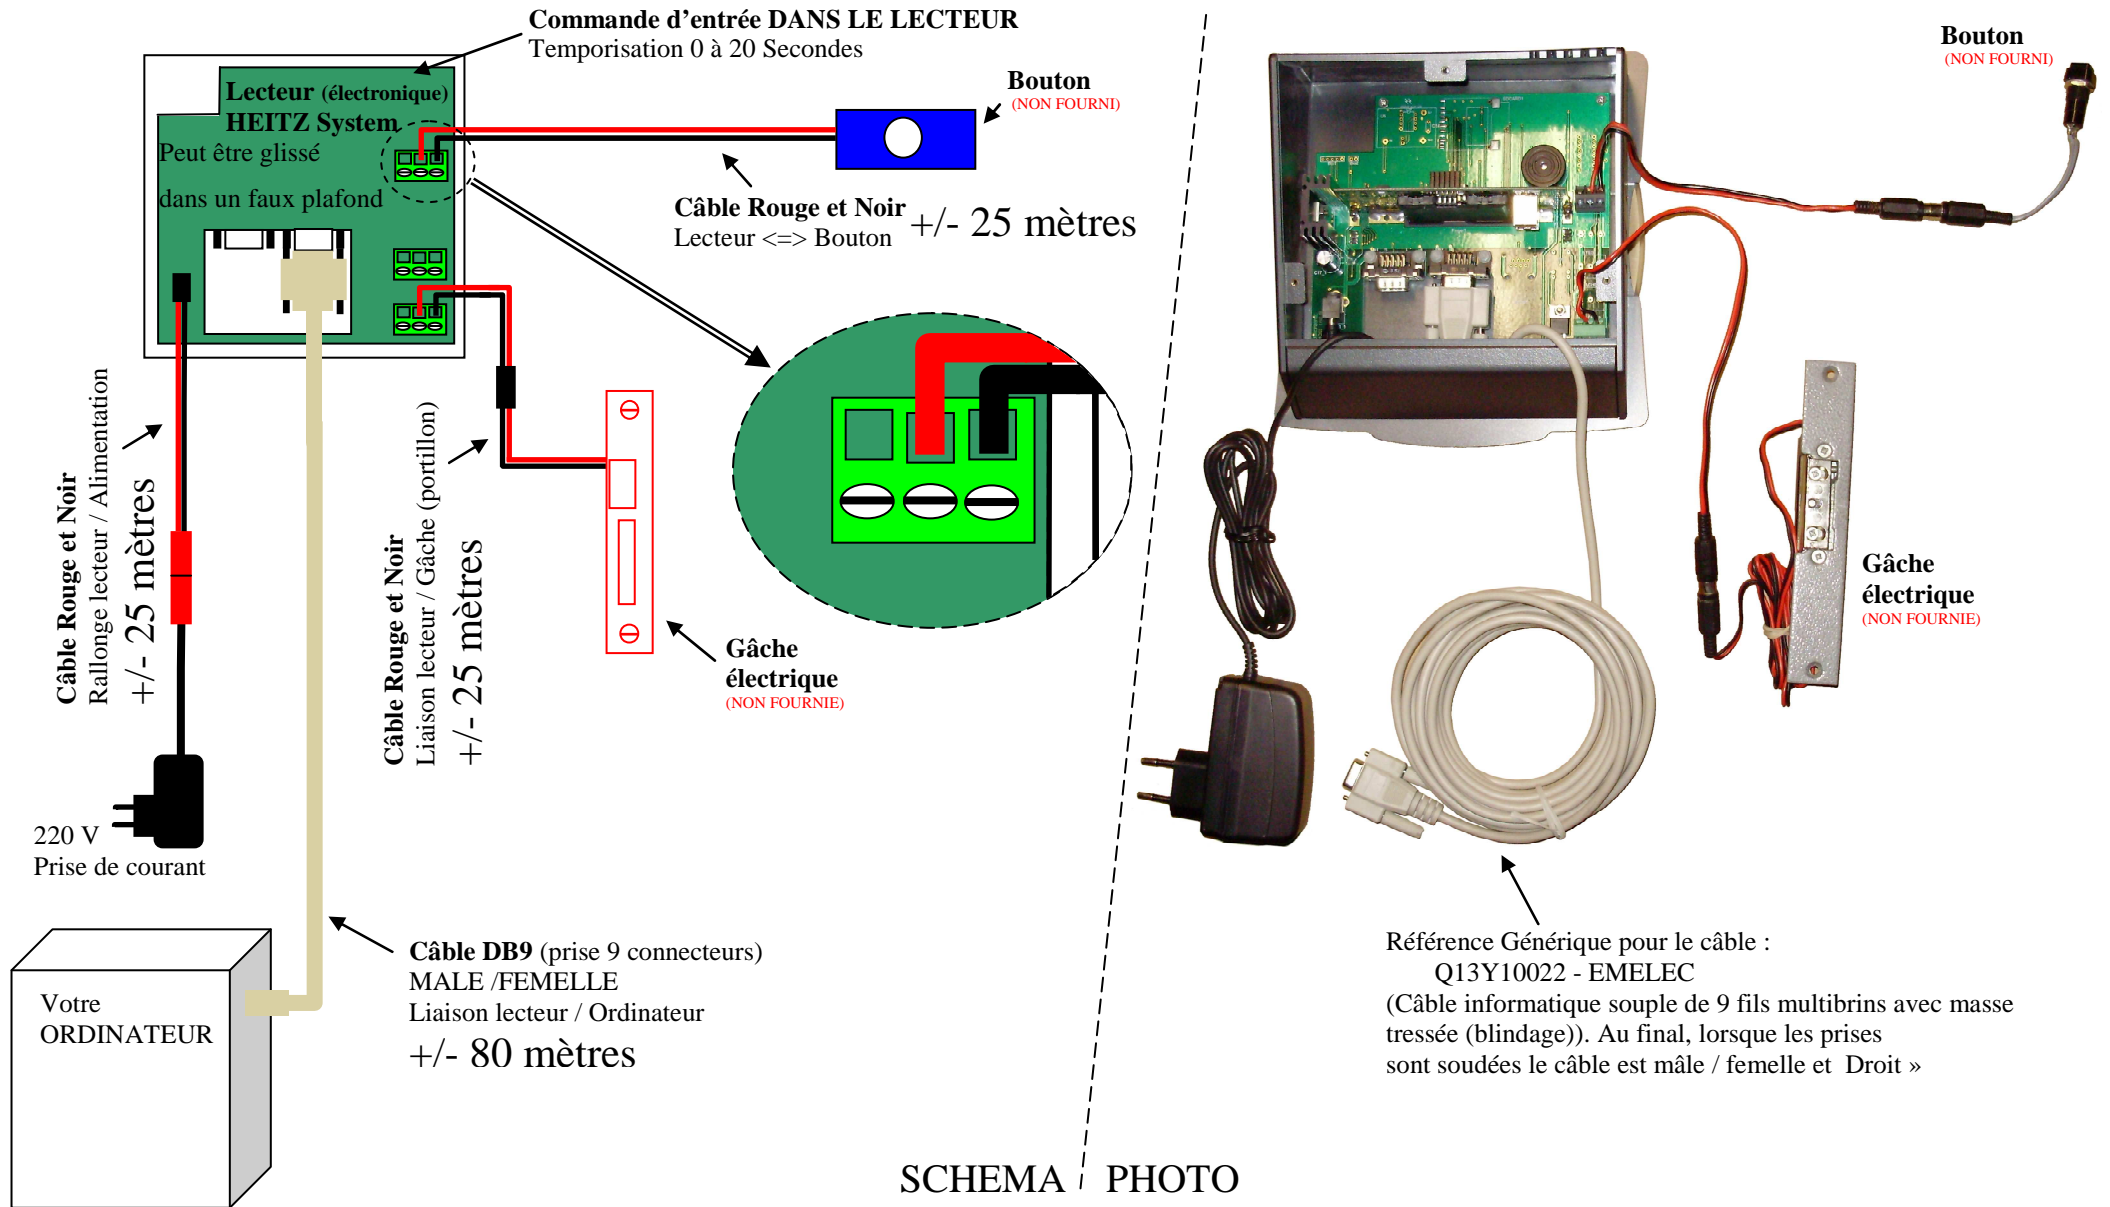 Commande d'entrée DANS LE LECTEUR
Temporisation 0 à 20 Secondes
Lecteur (électronique)
HEITZ System
Peut être glissé
dans un faux plafond
Bouton
(NON FOURNI)
Câble Rouge et Noir
Lecteur <=> Bouton
+/- 25 mètres
Câble Rouge et Noir
Rallonge lecteur / Alimentation
+/- 25 mètres
Câble Rouge et Noir
Liaison lecteur / Gâche (portillon)
+/- 25 mètres
Gâche
électrique
(NON FOURNIE)
220 V
Prise de courant
Votre
ORDINATEUR
Câble DB9 (prise 9 connecteurs)
MALE /FEMELLE
Liaison lecteur / Ordinateur
+/- 80 mètres
SCHEMA / PHOTO
Bouton
(NON FOURNI)
Gâche
électrique
(NON FOURNIE)
Référence Générique pour le câble :
Q13Y10022 - EMELEC
(Câble informatique souple de 9 fils multibrins avec masse
tressée (blindage)). Au final, lorsque les prises
sont soudées le câble est mâle / femelle et Droit »